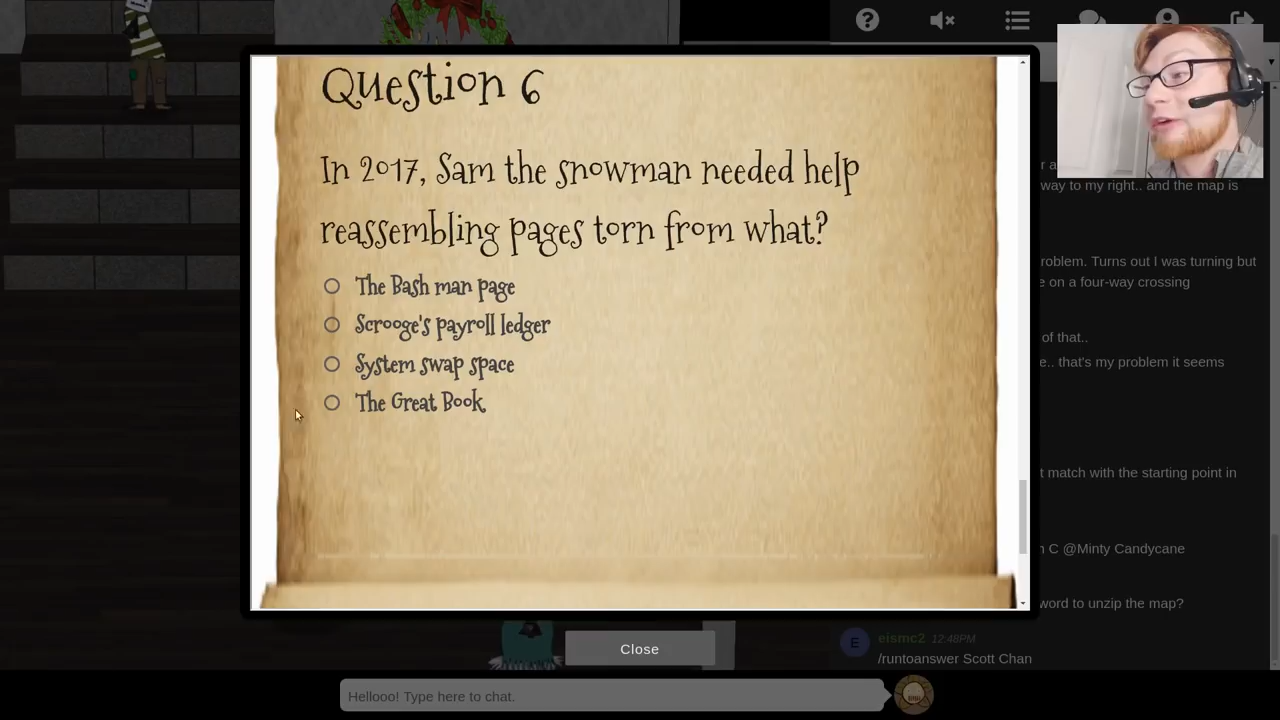 Question 6
In 2017, Sam the snowman needed help
reassembling pages torn from what?
The Bash man page
Scrooge's payroll ledger
System swap space
The Great Book
Close
way to my right.. and the map is
roblem. Turns out I was turning but
e on a four-way crossing
of that..
e.. that's my problem it seems
t match with the starting point in
n C @Minty Candycane
word to unzip the map?
E
eismc2 12:48PM
/runtoanswer Scott Chan
Hellooo! Type here to chat.